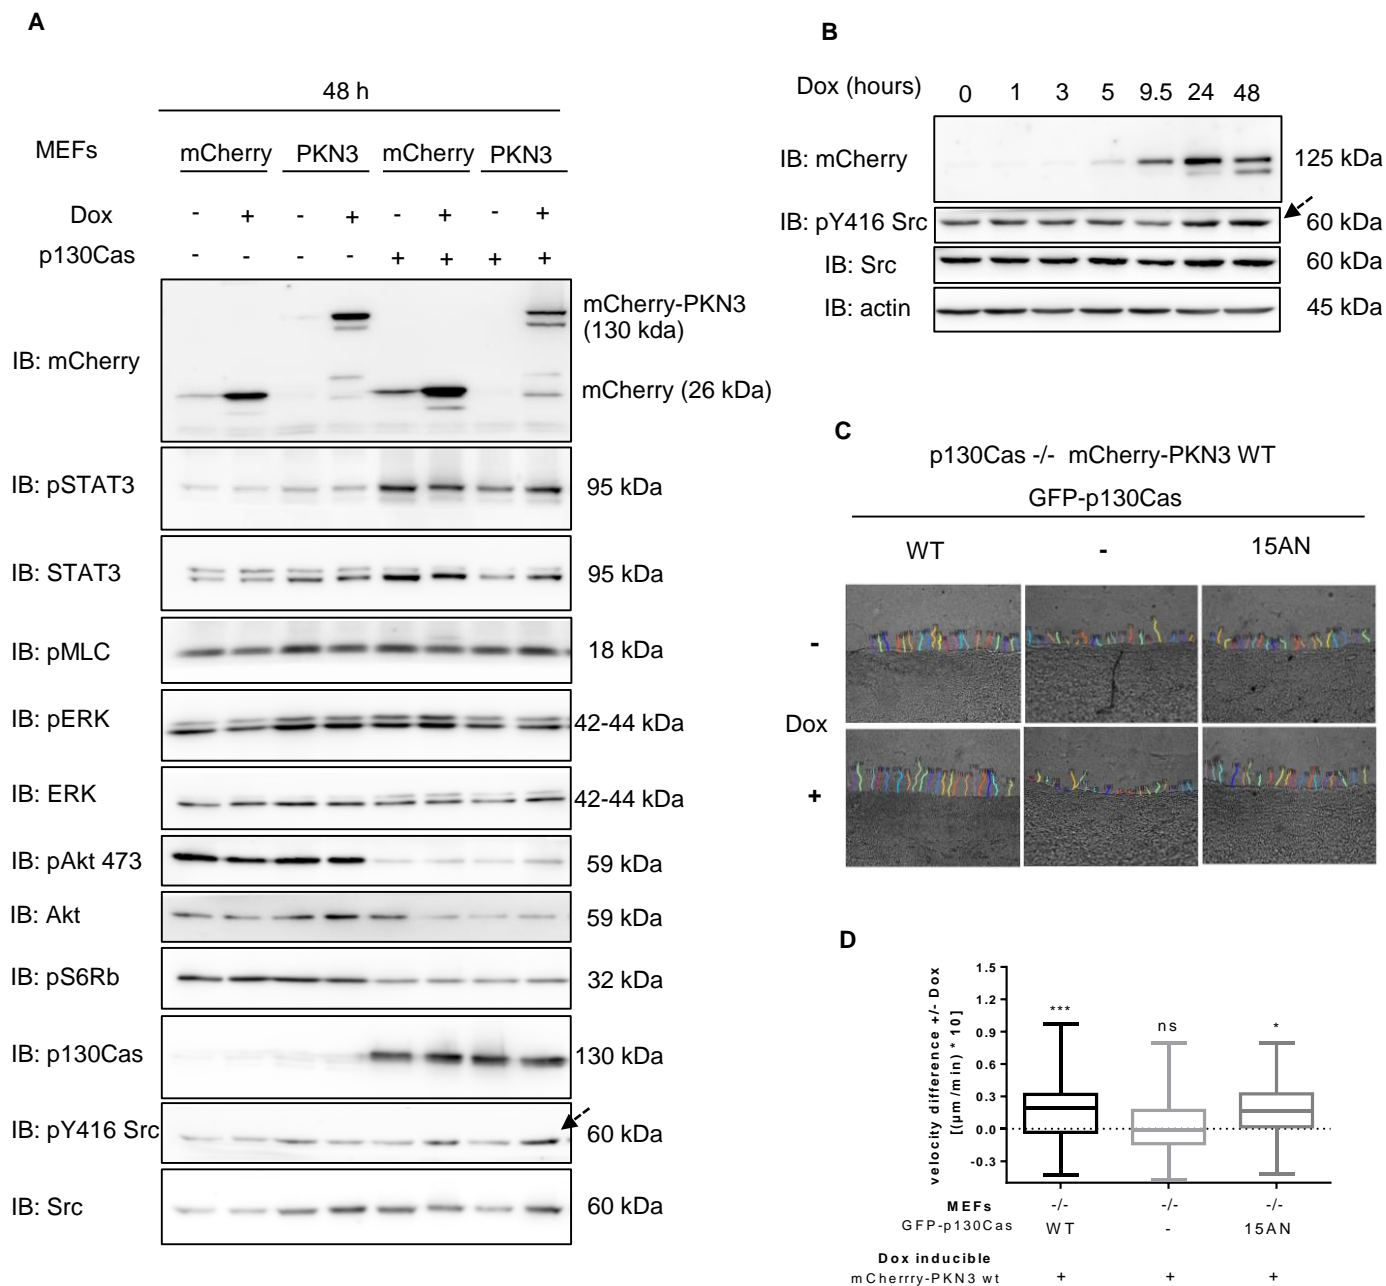 A
48 h
MEFs mCherry PKN3 mCherry PKN3
Dox - + - + - + - +
p130Cas - - - - + + + +
IB: mCherry
mCherry-PKN3
(130 kda)
mCherry (26 kDa)
IB: pSTAT3 95 kDa
IB: STAT3 95 kDa
IB: pMLC 18 kDa
IB: pERK 42-44 kDa
IB: ERK 42-44 kDa
IB: pAkt 473 59 kDa
IB: Akt 59 kDa
IB: pS6Rb 32 kDa
IB: p130Cas 130 kDa
IB: pY416 Src 60 kDa
IB: Src 60 kDa
B
Dox (hours) 0 1 3 5 9.5 24 48
IB: mCherry 125 kDa
IB: pY416 Src 60 kDa
IB: Src 60 kDa
IB: actin 45 kDa
C
p130Cas -/- mCherry-PKN3 WT
GFP-p130Cas
WT - 15AN
-
Dox
+
D
velocity difference +/- Dox
[(µm/min) * 10]
1.5
1.2
0.9
0.6
0.3
0.0
-0.3
*** ns *
MEFs -/- -/- -/-
GFP-p130Cas WT - 15AN
Dox inducible
mCherrry-PKN3 wt + + +